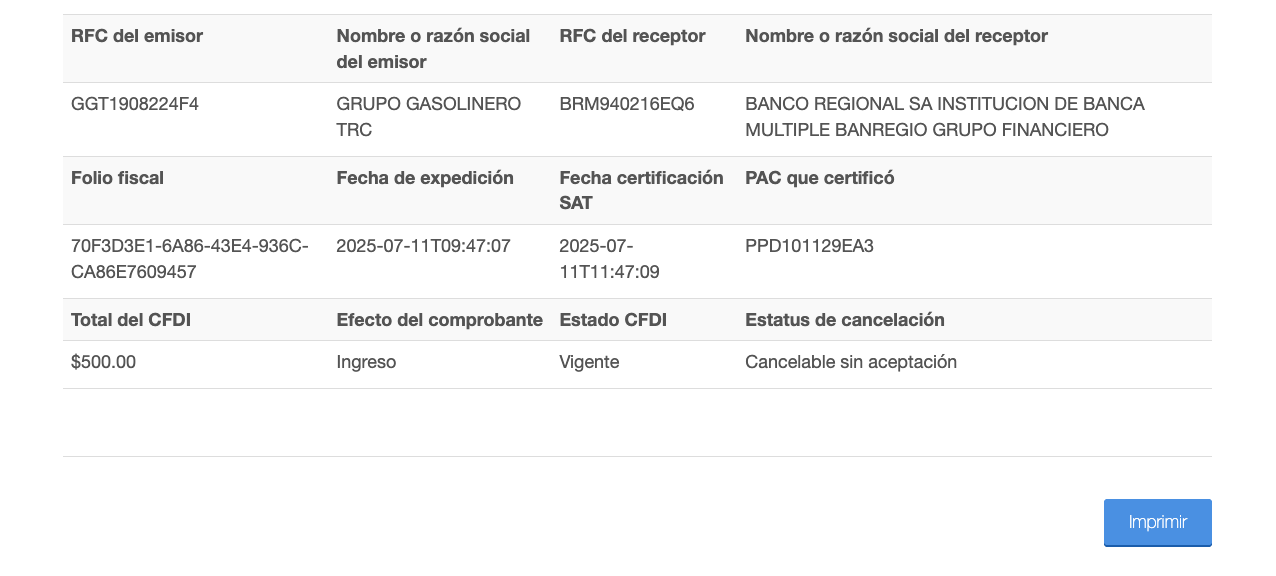 RFC del emisor
Nombre o razón social
del emisor
RFC del receptor
Nombre o razón social del receptor
GGT1908224F4
GRUPO GASOLINERO
TRC
BRM940216EQ6
BANCO REGIONAL SA INSTITUCION DE BANCA
MULTIPLE BANREGIO GRUPO FINANCIERO
Folio fiscal
Fecha de expedición
Fecha certificación
SAT
PAC que certificó
70F3D3E1-6A86-43E4-936C-
CA86E7609457
2025-07-11T09:47:07
2025-07-
11T11:47:09
PPD101129EA3
Total del CFDI
Efecto del comprobante
Estado CFDI
Estatus de cancelación
$500.00
Ingreso
Vigente
Cancelable sin aceptación
Imprimir